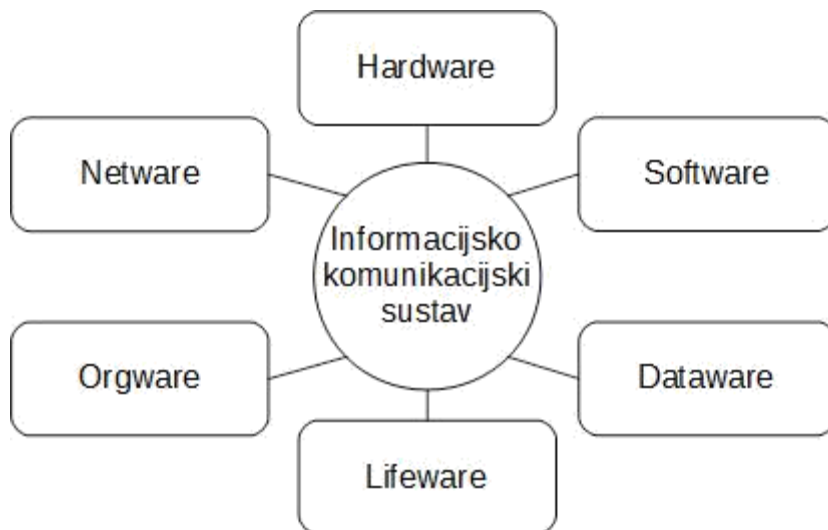 Hardware
Netware
Software
Informacijsko
komunikacijski
sustav
Orgware
Dataware
Lifeware